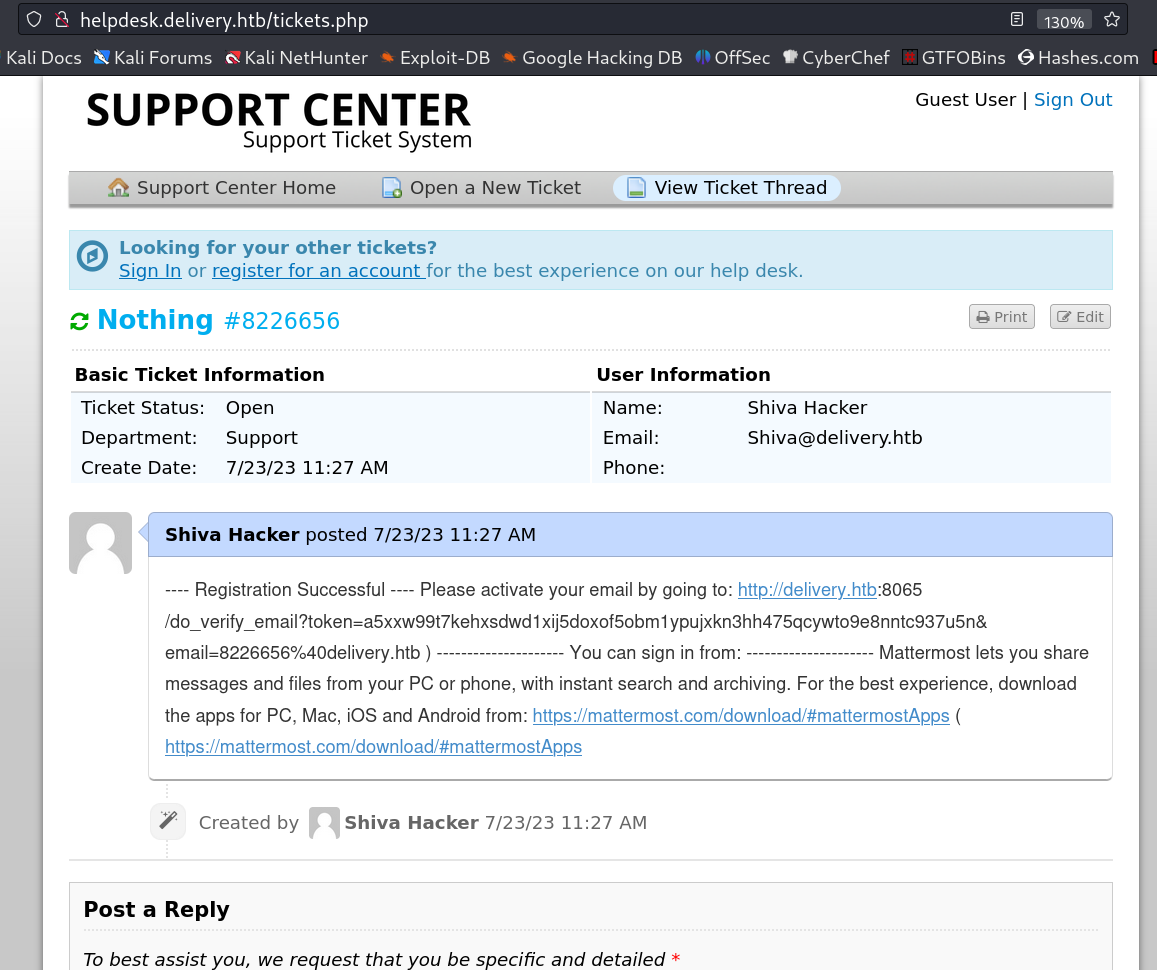 helpdesk.delivery.htb/tickets.php
130%
Kali Docs Kali Forums Kali NetHunter Exploit-DB Google Hacking DB OffSec CyberChef GTFOBins Hashes.com
SUPPORT CENTER
Support Ticket System
Guest User | Sign Out
Support Center Home Open a New Ticket View Ticket Thread
Looking for your other tickets?
Sign In or register for an account for the best experience on our help desk.
Nothing #8226656
Print Edit
Basic Ticket Information
Ticket Status: Open
Department: Support
Create Date: 7/23/23 11:27 AM
User Information
Name: Shiva Hacker
Email: Shiva@delivery.htb
Phone:
Shiva Hacker posted 7/23/23 11:27 AM
---- Registration Successful ---- Please activate your email by going to: http://delivery.htb:8065
/do_verify_email?token=a5xxw99t7kehxsdwd1xij5doxof5obm1ypujxkn3hh475qcywto9e8nntc937u5n&
email=8226656%40delivery.htb ) --------------------- You can sign in from: --------------------- Mattermost lets you share
messages and files from your PC or phone, with instant search and archiving. For the best experience, download
the apps for PC, Mac, iOS and Android from: https://mattermost.com/download/#mattermostApps (
https://mattermost.com/download/#mattermostApps
Created by Shiva Hacker 7/23/23 11:27 AM
Post a Reply
To best assist you, we request that you be specific and detailed *